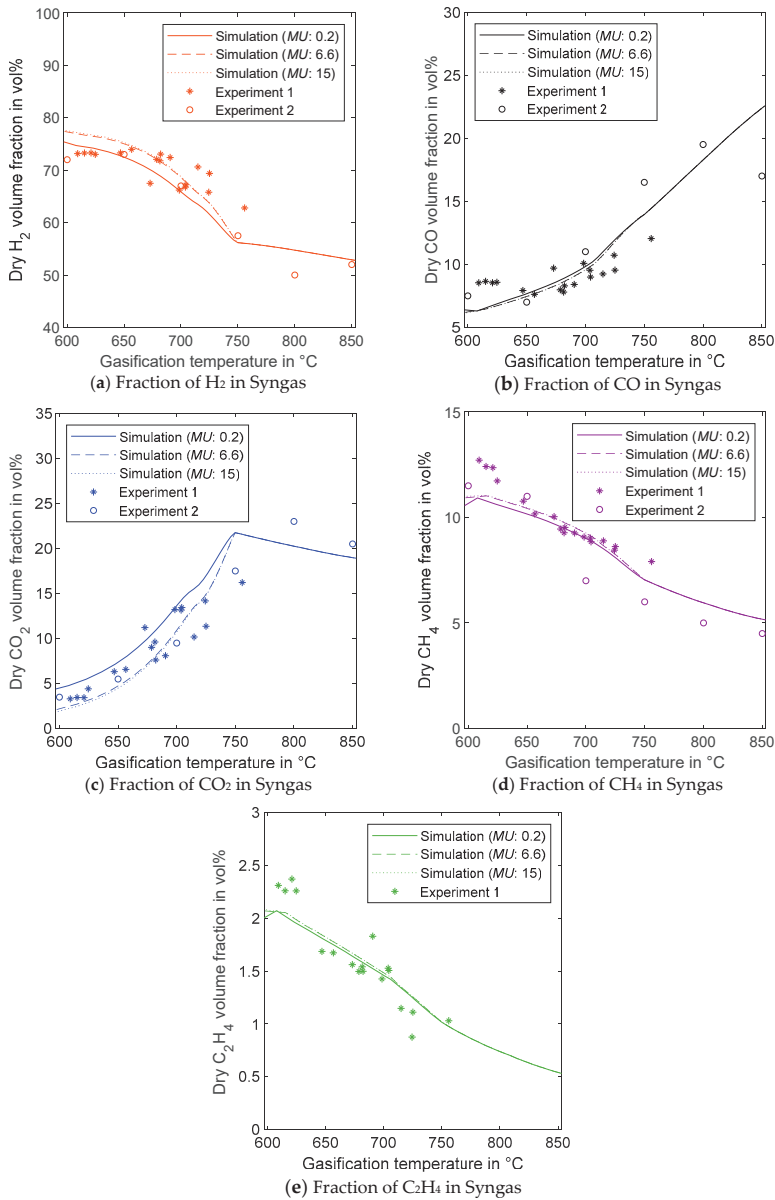 Simulation (MU: 0.2)
Simulation (MU: 6.6)
Simulation (MU: 15)
Experiment 1
Experiment 2
100
90
80
70
60
50
40
Dry H2 volume fraction in vol%
600 650 700 750 800 850
Gasification temperature in °C
(a) Fraction of H2 in Syngas
Simulation (MU: 0.2)
Simulation (MU: 6.6)
Simulation (MU: 15)
Experiment 1
Experiment 2
30
25
20
15
10
5
Dry CO volume fraction in vol%
600 650 700 750 800 850
Gasification temperature in °C
(b) Fraction of CO in Syngas
Simulation (MU: 0.2)
Simulation (MU: 6.6)
Simulation (MU: 15)
Experiment 1
Experiment 2
35
30
25
20
15
10
5
0
Dry CO2 volume fraction in vol%
600 650 700 750 800 850
Gasification temperature in °C
(c) Fraction of CO2 in Syngas
Simulation (MU: 0.2)
Simulation (MU: 6.6)
Simulation (MU: 15)
Experiment 1
Experiment 2
15
10
5
0
Dry CH4 volume fraction in vol%
600 650 700 750 800 850
Gasification temperature in °C
(d) Fraction of CH4 in Syngas
Simulation (MU: 0.2)
Simulation (MU: 6.6)
Simulation (MU: 15)
Experiment 1
3
2.5
2
1.5
1
0.5
0
Dry C2H4 volume fraction in vol%
600 650 700 750 800 850
Gasification temperature in °C
(e) Fraction of C2H4 in Syngas